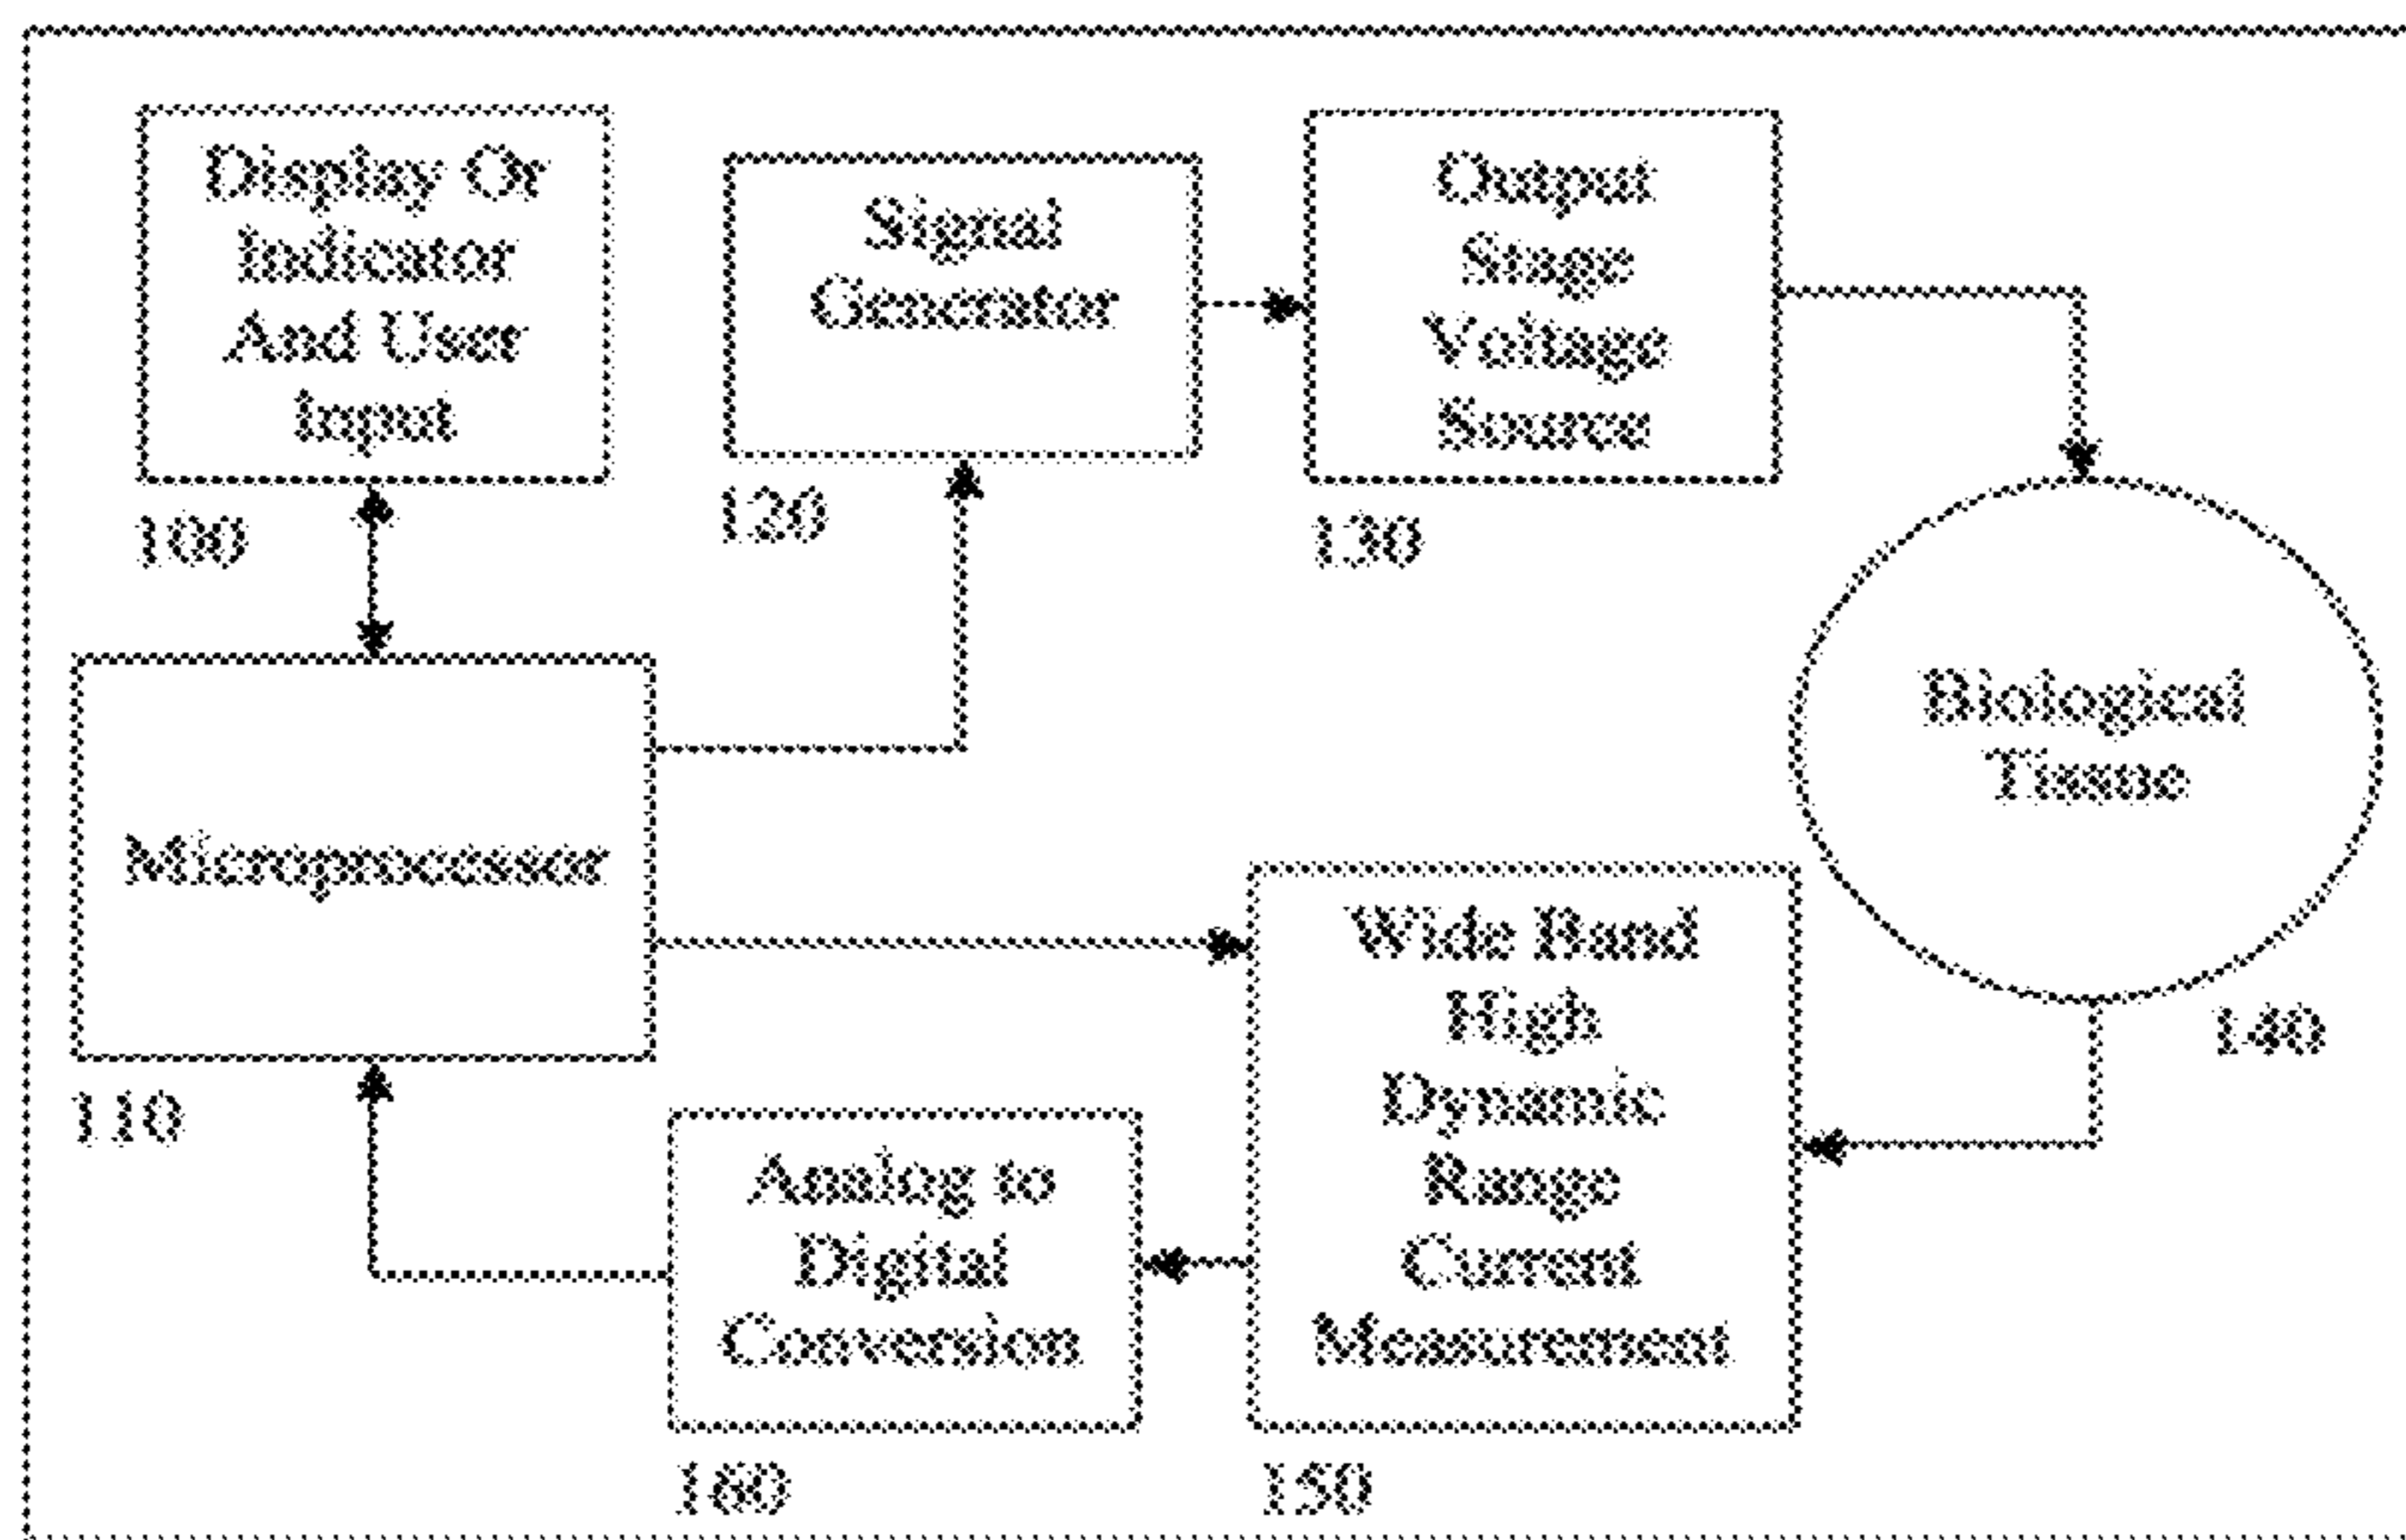 Display Or
Indicator
And User
Input
100
Signal
Generator
120
Output
Stage
Voltage
Source
130
Biological
Tissue
140
Microprocessor
110
Wide Band
High
Dynamic
Range
Current
Measurement
150
Analog to
Digital
Conversion
160